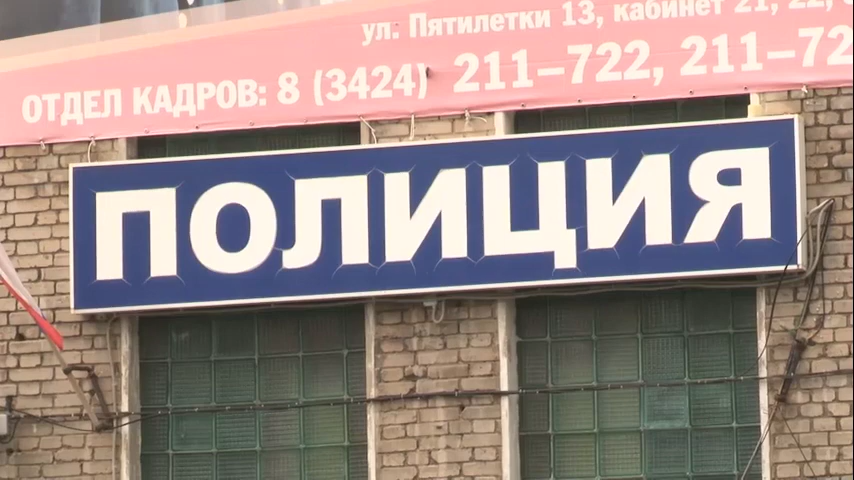 ул: Пятилетки 13, кабинет 21, 22,
ОТДЕЛ КАДРОВ: 8 (3424) 211-722, 211-72
ПОЛИЦИЯ